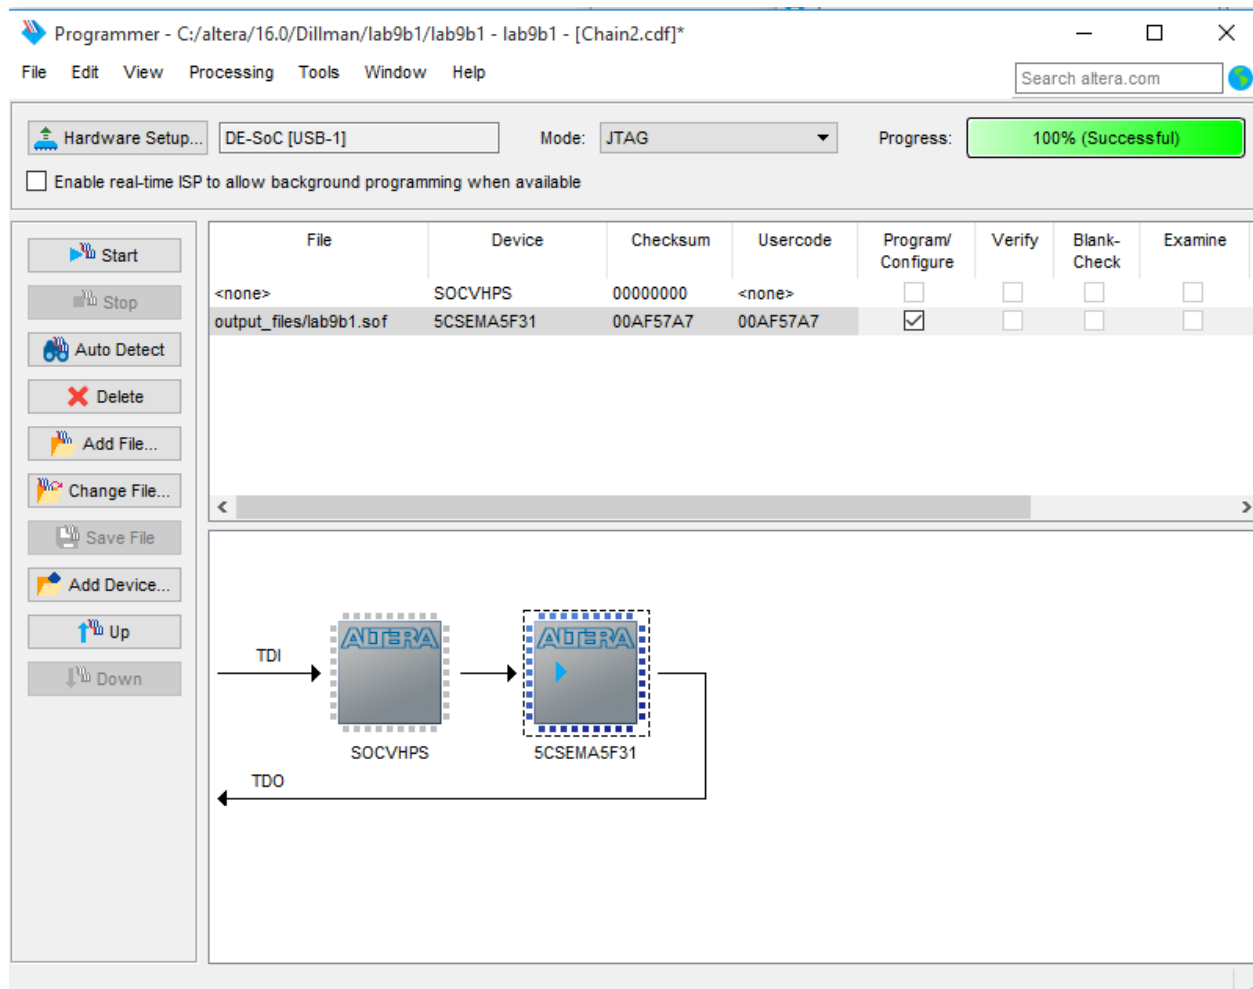 Programmer - C:/altera/16.0/Dillman/lab9b1/lab9b1 - lab9b1 - [Chain2.cdf]*
File Edit View Processing Tools Window Help
Search altera.com
Hardware Setup... DE-SoC [USB-1] Mode: JTAG Progress: 100% (Successful)
Enable real-time ISP to allow background programming when available
Start
Stop
Auto Detect
Delete
Add File...
Change File...
Save File
Add Device...
Up
Down
File Device Checksum Usercode Program/ Verify Blank- Examine
Configure Check
<none> SOCVHPS 00000000 <none>
output_files/lab9b1.sof 5CSEMA5F31 00AF57A7 00AF57A7
ALTERA ALTERA
TDI
SOCVHPS 5CSEMA5F31
TDO